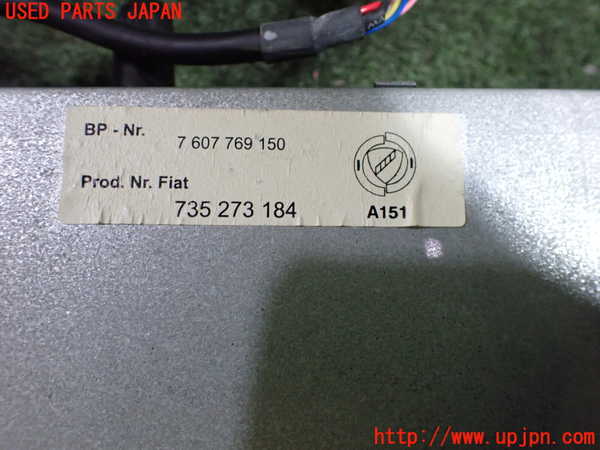 USED PARTS JAPAN
BP - Nr. 7 607 769 150
Prod. Nr. Fiat
735 273 184 A151
http://www.upjpn.com/